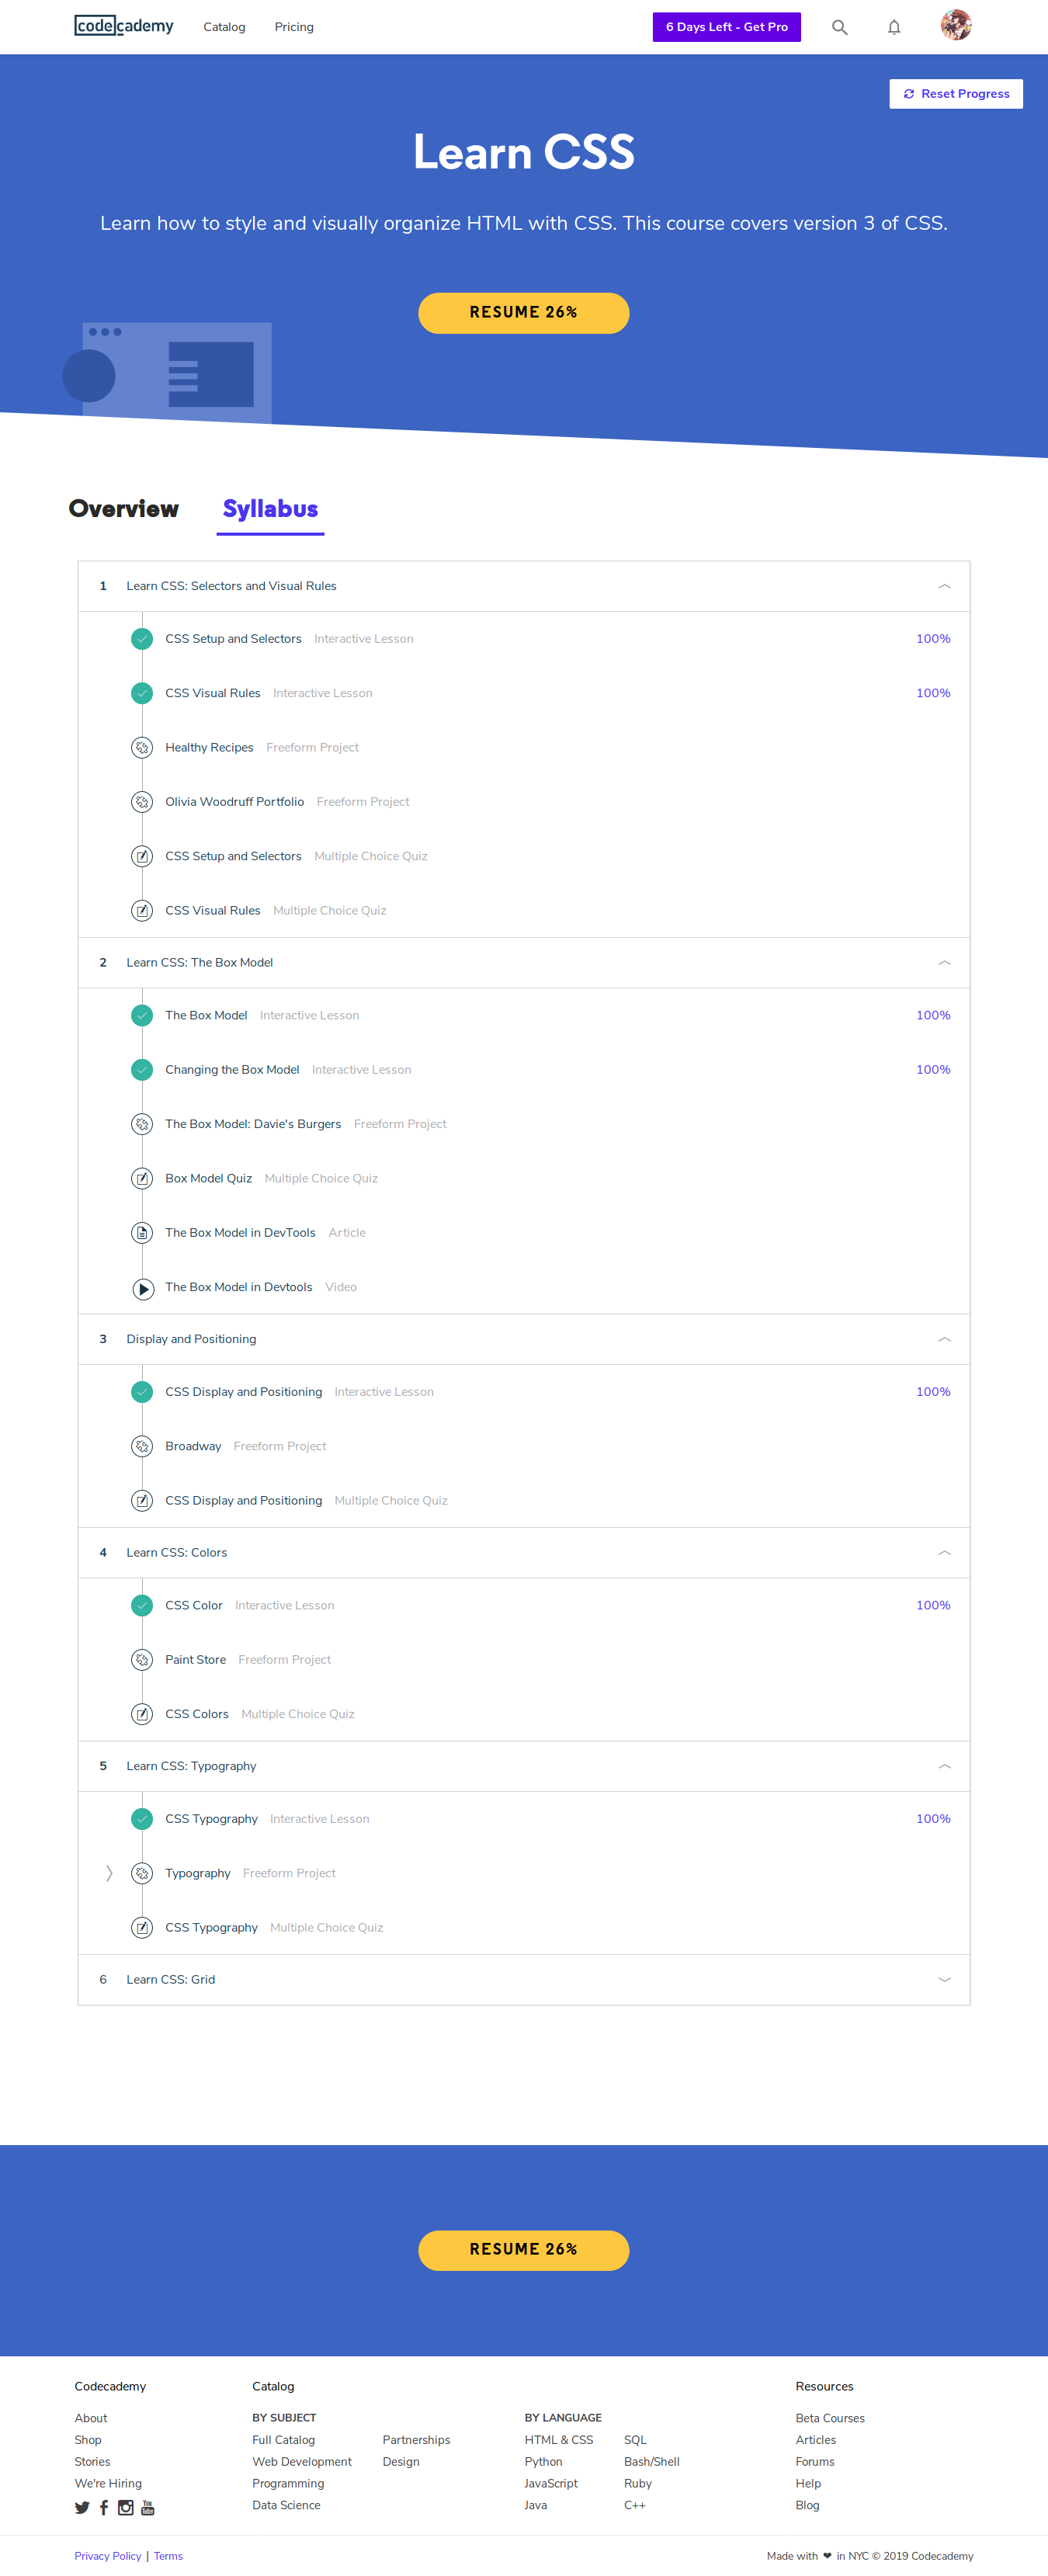 codecademy Catalog Pricing 6 Days Left - Get Pro
Reset Progress
Learn CSS
Learn how to style and visually organize HTML with CSS. This course covers version 3 of CSS.
RESUME 26%
Overview Syllabus
1 Learn CSS: Selectors and Visual Rules
CSS Setup and Selectors Interactive Lesson 100%
CSS Visual Rules Interactive Lesson 100%
Healthy Recipes Freeform Project
Olivia Woodruff Portfolio Freeform Project
CSS Setup and Selectors Multiple Choice Quiz
CSS Visual Rules Multiple Choice Quiz
2 Learn CSS: The Box Model
The Box Model Interactive Lesson 100%
Changing the Box Model Interactive Lesson 100%
The Box Model: Davie's Burgers Freeform Project
Box Model Quiz Multiple Choice Quiz
The Box Model in DevTools Article
The Box Model in Devtools Video
3 Display and Positioning
CSS Display and Positioning Interactive Lesson 100%
Broadway Freeform Project
CSS Display and Positioning Multiple Choice Quiz
4 Learn CSS: Colors
CSS Color Interactive Lesson 100%
Paint Store Freeform Project
CSS Colors Multiple Choice Quiz
5 Learn CSS: Typography
CSS Typography Interactive Lesson 100%
Typography Freeform Project
CSS Typography Multiple Choice Quiz
6 Learn CSS: Grid
RESUME 26%
Codecademy Catalog Resources
About BY SUBJECT BY LANGUAGE Beta Courses
Shop Full Catalog Partnerships HTML & CSS SQL Articles
Stories Web Development Design Python Bash/Shell Forums
We're Hiring Programming JavaScript Ruby Help
You Tube Data Science Java C++ Blog
Privacy Policy | Terms Made with ❤ in NYC © 2019 Codecademy